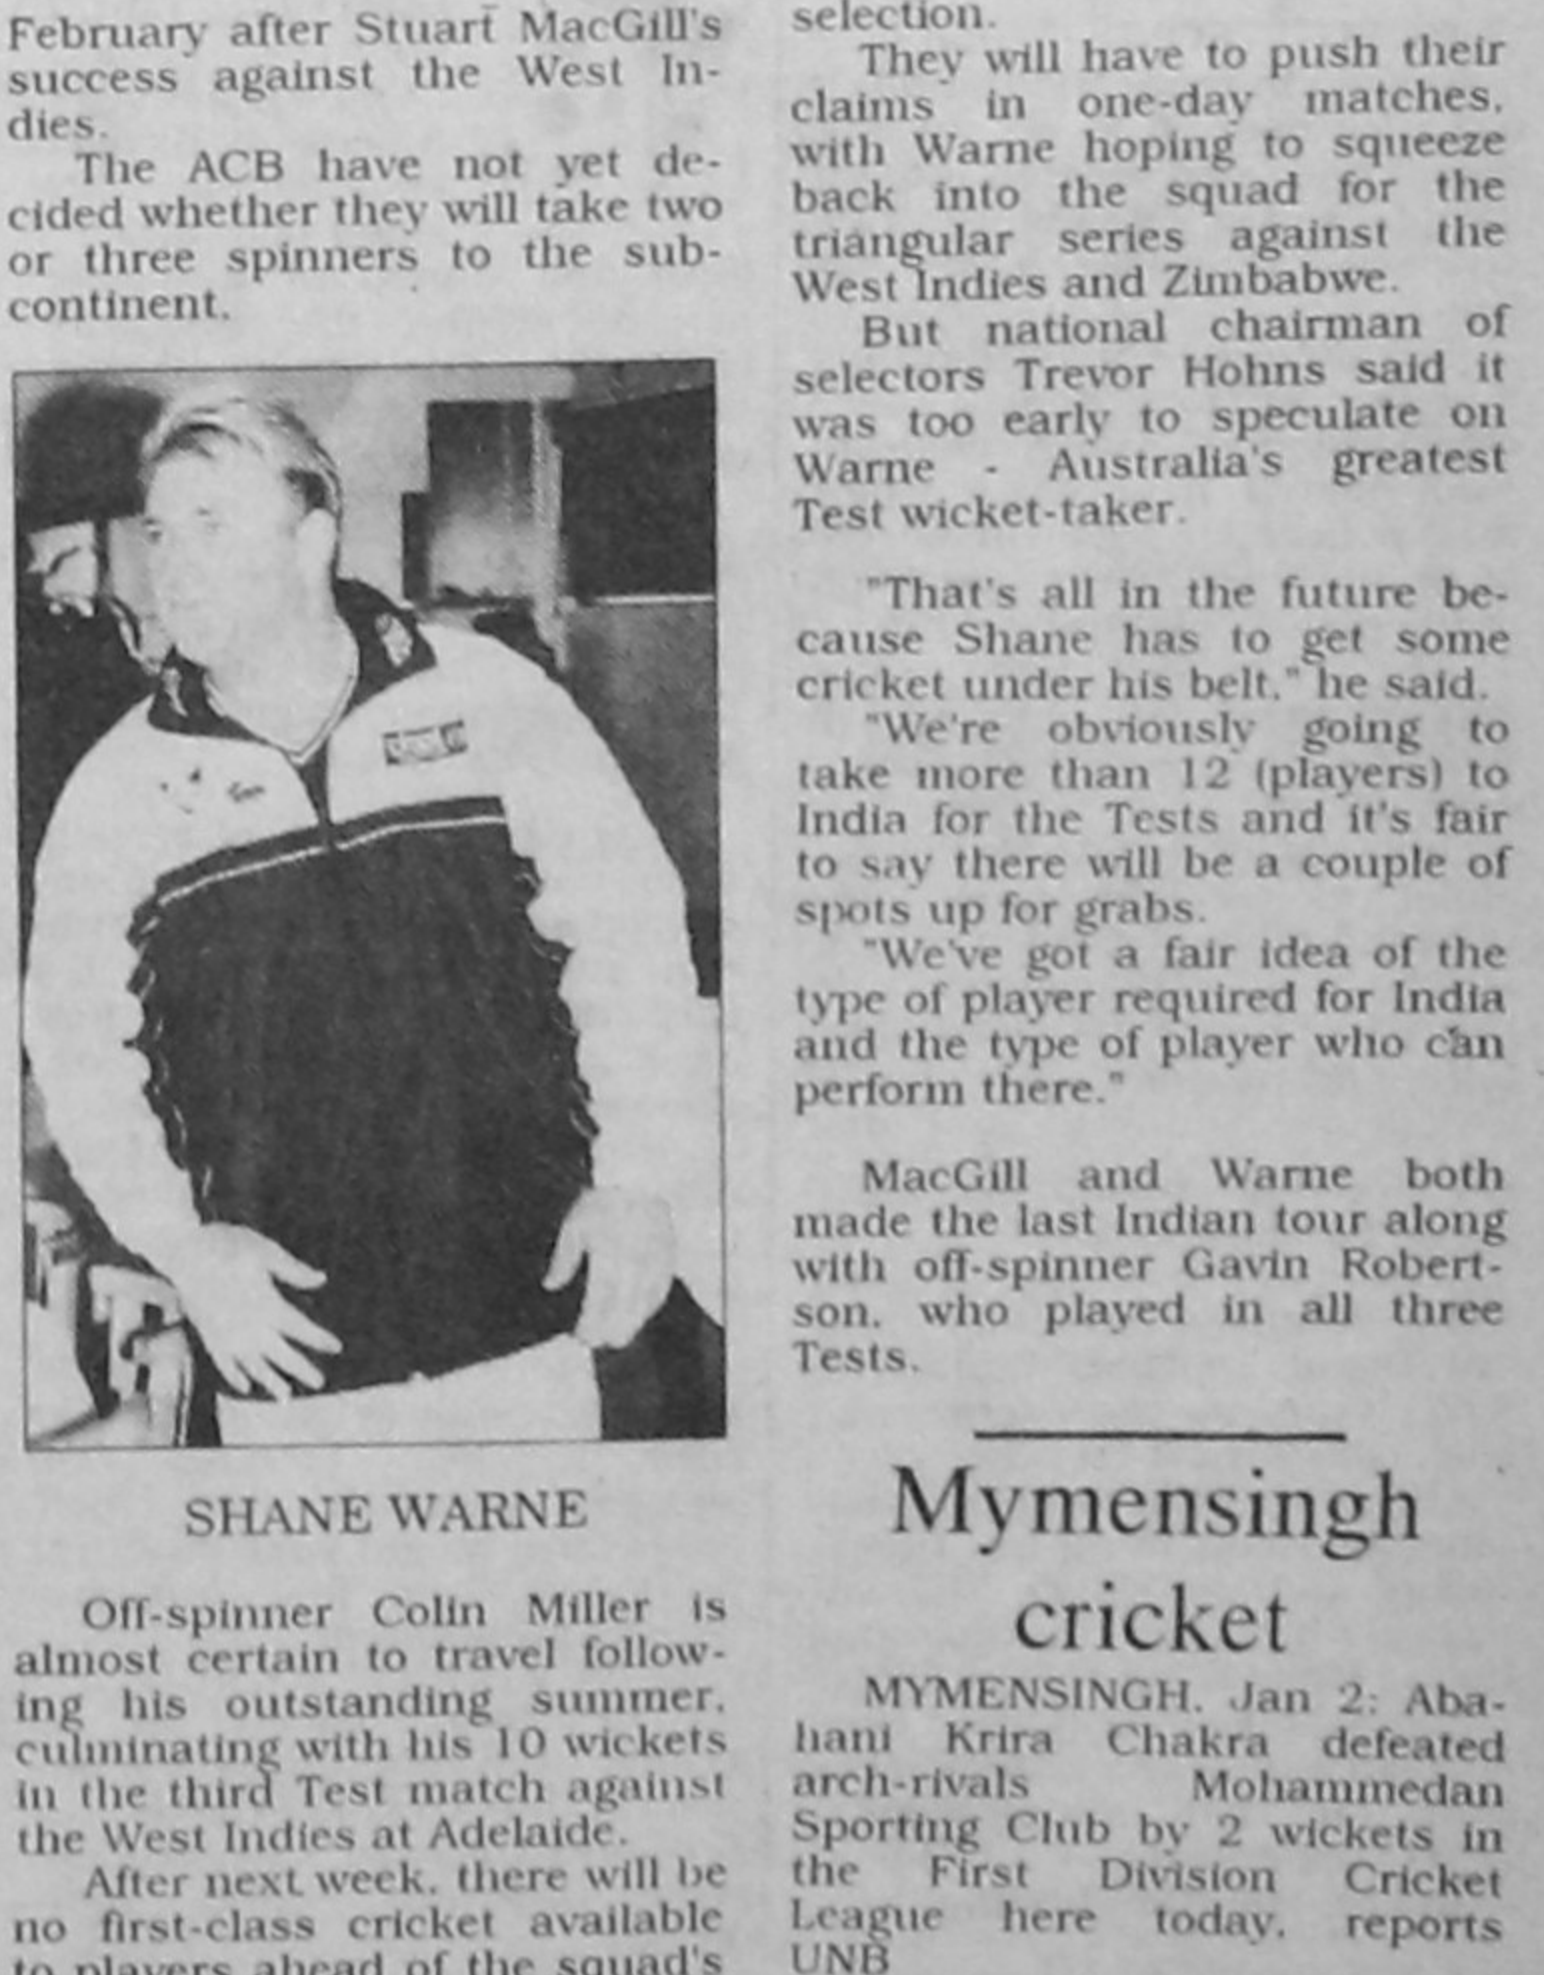 February after Stuart MacGill's
success against the West In-
dies.
The ACB have not yet de-
cided whether they will take two
or three spinners to the sub-
continent.
SHANE WARNE
Off-spinner Colin Miller is
almost certain to travel follow-
ing his outstanding summer,
culminating with his 10 wickets
in the third Test match against
the West Indies at Adelaide.
After next week, there will be
no first-class cricket available
to players ahead of the squad's
selection.
They will have to push their
claims in one-day matches,
with Warne hoping to squeeze
back into the squad for the
triangular series against the
West Indies and Zimbabwe.
But national chairman of
selectors Trevor Hohns said it
was too early to speculate on
Warne - Australia's greatest
Test wicket-taker.
"That's all in the future be-
cause Shane has to get some
cricket under his belt," he said.
"We're obviously going to
take more than 12 (players) to
India for the Tests and it's fair
to say there will be a couple of
spots up for grabs.
"We've got a fair idea of the
type of player required for India
and the type of player who can
perform there."
MacGill and Warne both
made the last Indian tour along
with off-spinner Gavin Robert-
son, who played in all three
Tests.
Mymensingh
cricket
MYMENSINGH, Jan 2: Aba-
hani Krira Chakra defeated
arch-rivals Mohammedan
Sporting Club by 2 wickets in
the First Division Cricket
League here today, reports
UNB